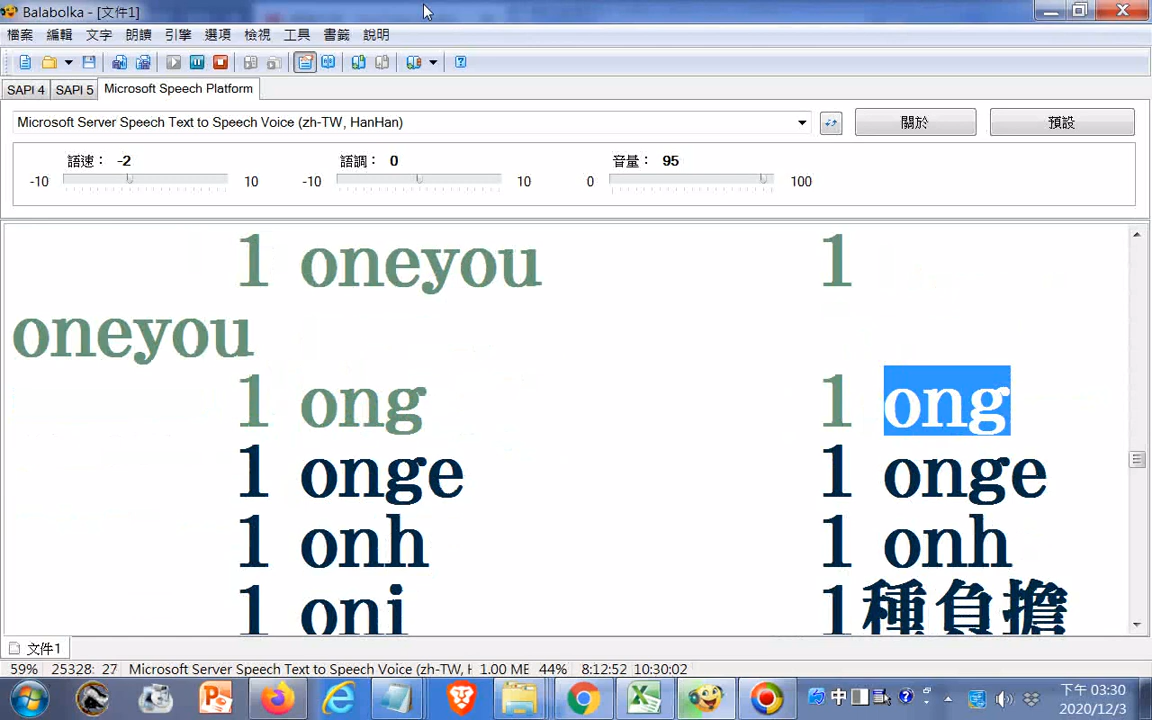 Balabolka - [文件1]
檔案 編輯 文字 朗讀 引擎 選項 檢視 工具 書籤 說明
SAPI 4 SAPI 5 Microsoft Speech Platform
Microsoft Server Speech Text to Speech Voice (zh-TW, HanHan) 關於 預設
語速： -2 語調： 0 音量： 95
-10 10 -10 10 0 100
1 oneyou 1
oneyou
1 ong 1 ong
1 onge 1 onge
1 onh 1 onh
1 oni 1種負擔
文件1
59% 25328: 27 Microsoft Server Speech Text to Speech Voice (zh-TW, H 1.00 ME 44% 8:12:52 10:30:02
中 下午 03:30
2020/12/3